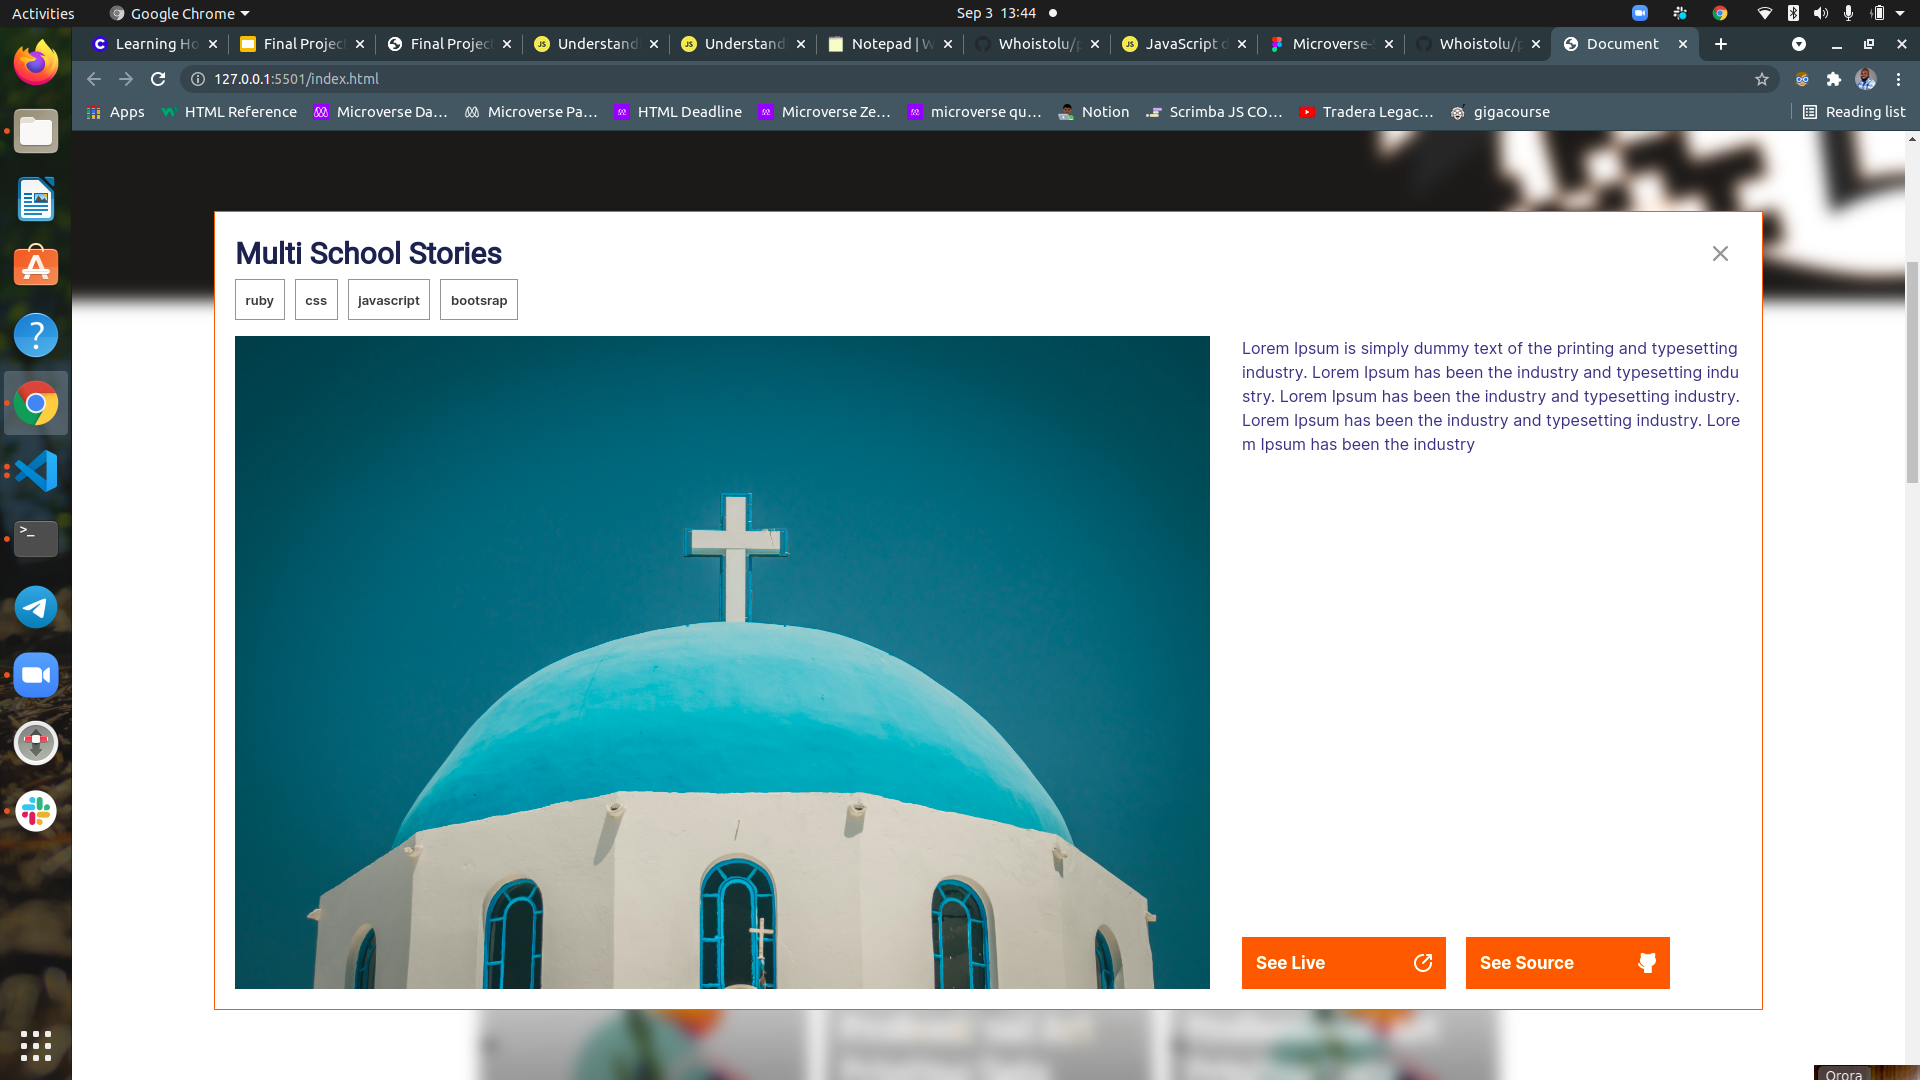 Activities Google Chrome Sep 3 13:44
Learning Ho Final Projec Final Projec Understand Understand Notepad | W Whoistolu/p JavaScript d Microverse- Whoistolu/p Document
127.0.0.1:5501/index.html
Apps HTML Reference Microverse Da... Microverse Pa... HTML Deadline Microverse Ze... microverse qu... Notion Scrimba JS CO... Tradera Legac... gigacourse Reading list
Multi School Stories
ruby css javascript bootsrap
Lorem Ipsum is simply dummy text of the printing and typesetting
industry. Lorem Ipsum has been the industry and typesetting indu
stry. Lorem Ipsum has been the industry and typesetting industry.
Lorem Ipsum has been the industry and typesetting industry. Lore
m Ipsum has been the industry
See Live See Source
Orora